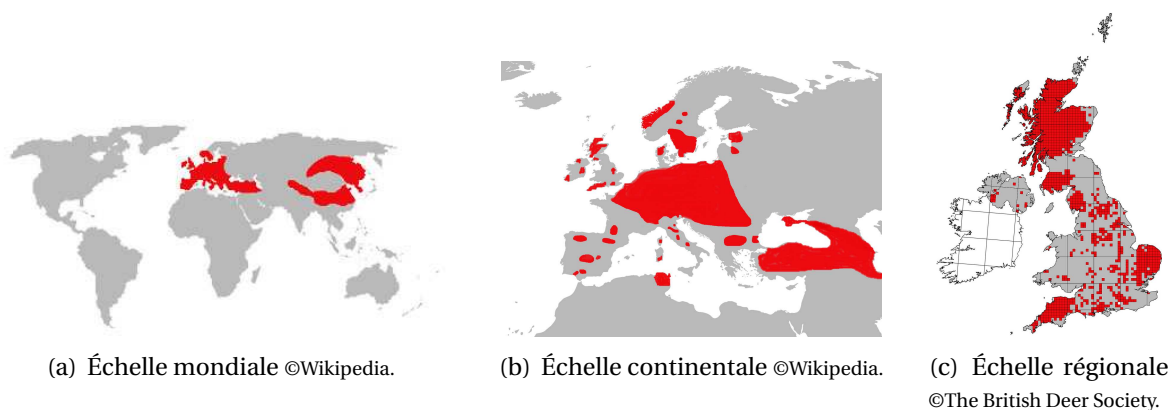 (a) Échelle mondiale ©Wikipedia.
(b) Échelle continentale ©Wikipedia.
(c) Échelle régionale
©The British Deer Society.